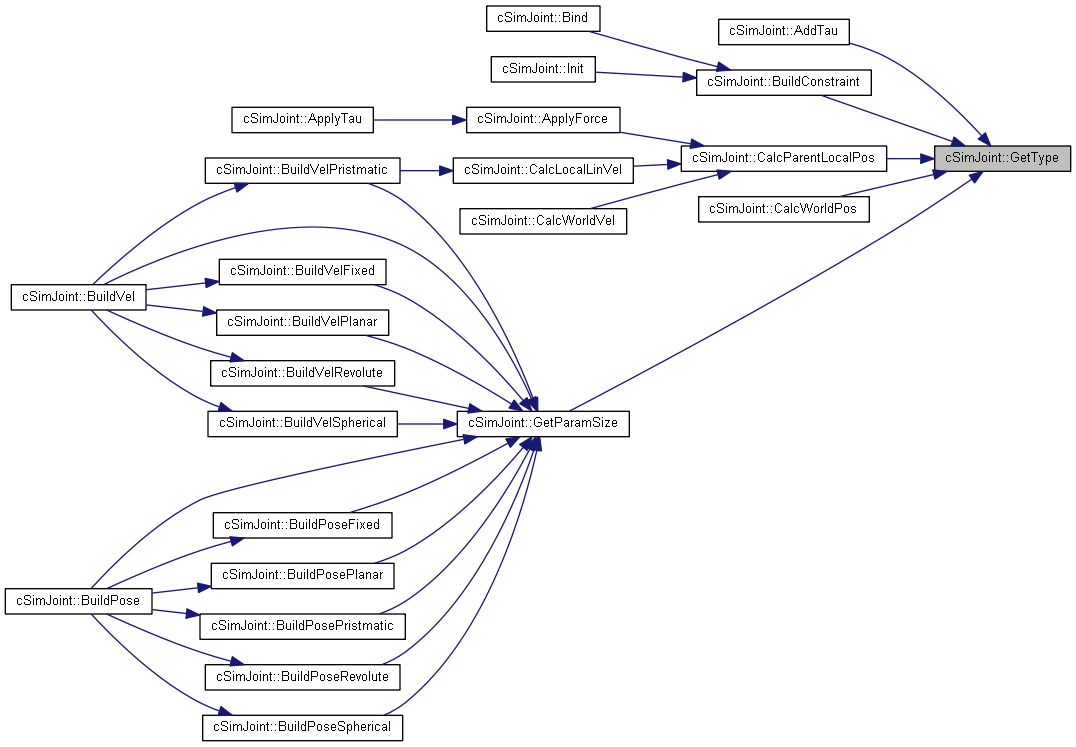 cSimJoint::Bind
cSimJoint::AddTau
cSimJoint::Init
cSimJoint::BuildConstraint
cSimJoint::ApplyTau
cSimJoint::ApplyForce
cSimJoint::CalcParentLocalPos
cSimJoint::GetType
cSimJoint::BuildVelPristmatic
cSimJoint::CalcLocalLinVel
cSimJoint::CalcWorldPos
cSimJoint::CalcWorldVel
cSimJoint::BuildVelFixed
cSimJoint::BuildVel
cSimJoint::BuildVelPlanar
cSimJoint::BuildVelRevolute
cSimJoint::BuildVelSpherical
cSimJoint::GetParamSize
cSimJoint::BuildPoseFixed
cSimJoint::BuildPosePlanar
cSimJoint::BuildPose
cSimJoint::BuildPosePristmatic
cSimJoint::BuildPoseRevolute
cSimJoint::BuildPoseSpherical